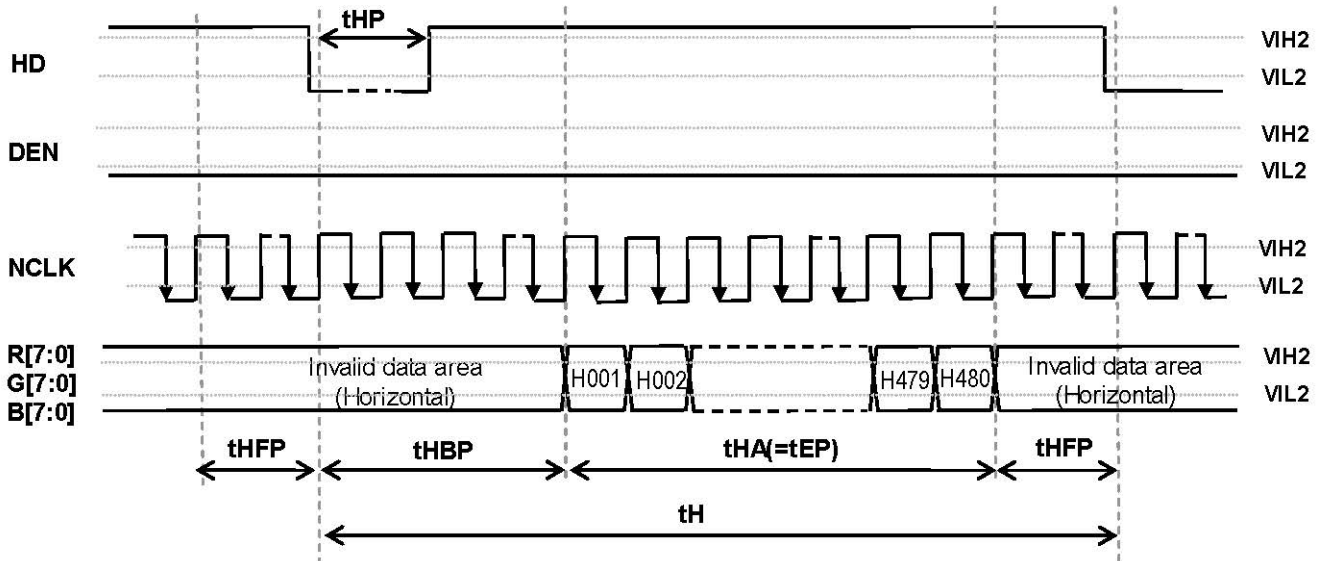 tHP
HD
VIH2
VIL2
DEN
VIH2
VIL2
NCLK
VIH2
VIL2
R[7:0]
G[7:0]
B[7:0]
Invalid data area
(Horizontal)
H001
H002
H479
H480
Invalid data area
(Horizontal)
VIH2
VIL2
tHFP
tHBP
tHA(=tEP)
tHFP
tH